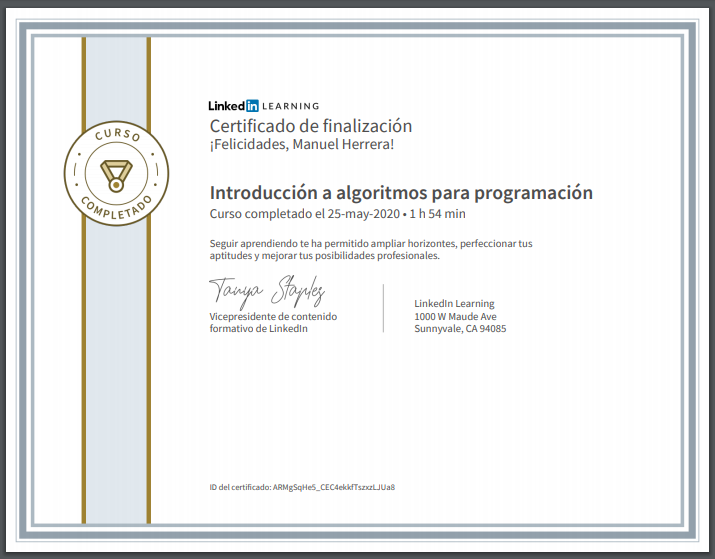 CURSO
COMPLETADO
Linked in LEARNING
Certificado de finalización
¡Felicidades, Manuel Herrera!
Introducción a algoritmos para programación
Curso completado el 25-may-2020 • 1 h 54 min
Seguir aprendiendo te ha permitido ampliar horizontes, perfeccionar tus
aptitudes y mejorar tus posibilidades profesionales.
Tanya Staples
Vicepresidente de contenido
formativo de LinkedIn
LinkedIn Learning
1000 W Maude Ave
Sunnyvale, CA 94085
ID del certificado: ARMgSqHe5_CEC4ekkfTszxzLJUa8